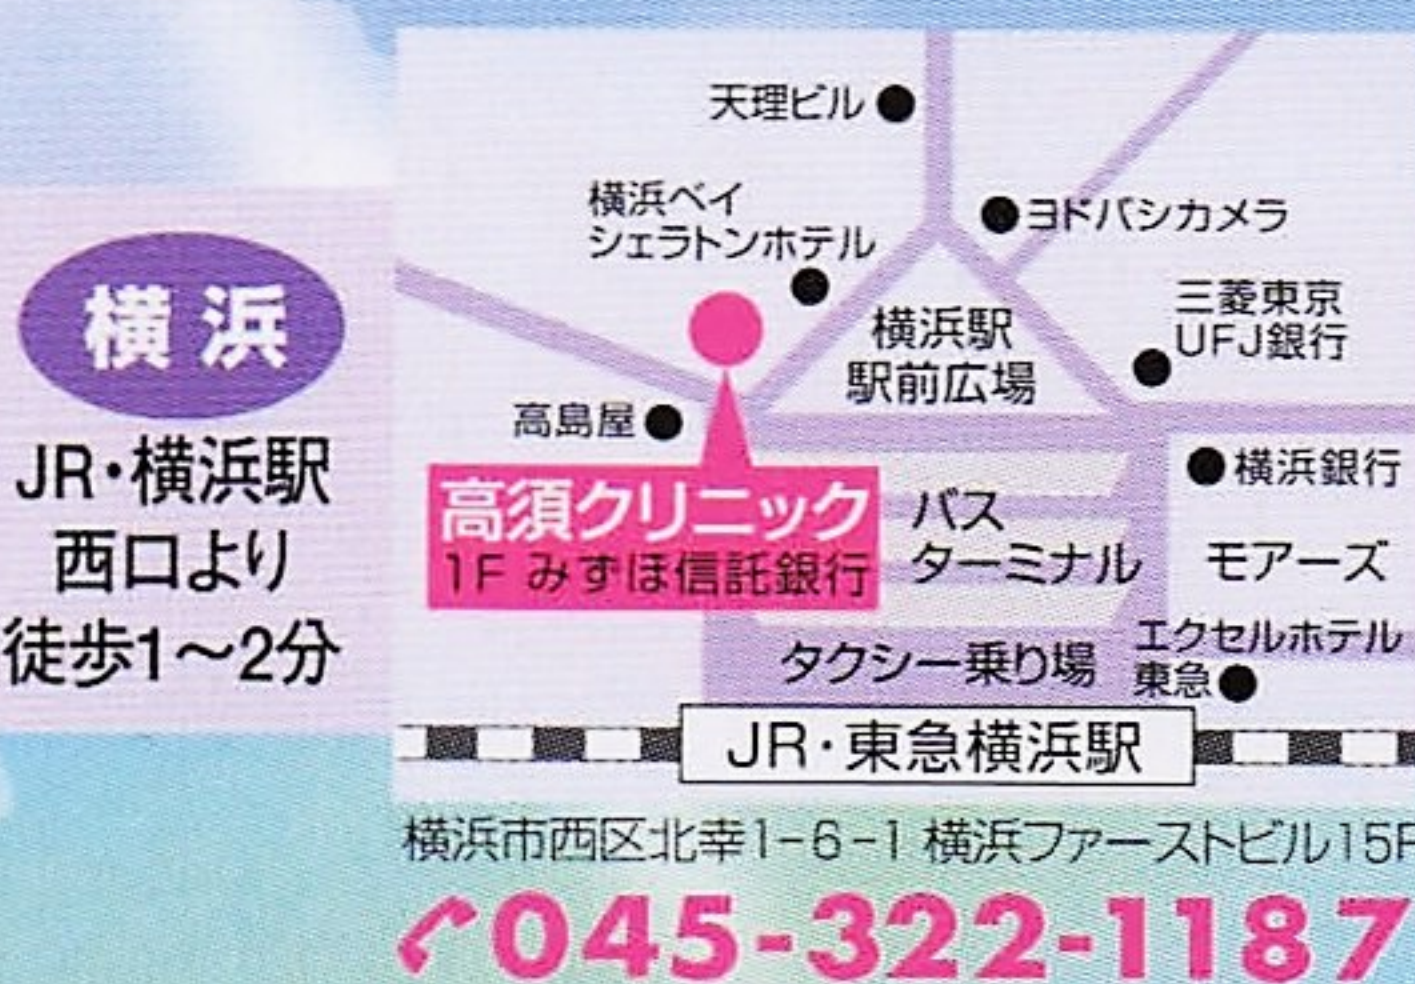 横浜
JR・横浜駅
西口より
徒歩1〜2分
天理ビル
横浜ベイ
シェラトンホテル
ヨドバシカメラ
三菱東京
UFJ銀行
横浜駅
駅前広場
高島屋
横浜銀行
高須クリニック
1F みずほ信託銀行
バス
ターミナル
モアーズ
エクセルホテル
東急
タクシー乗り場
JR・東急横浜駅
横浜市西区北幸1-6-1 横浜ファーストビル15F
045-322-1187